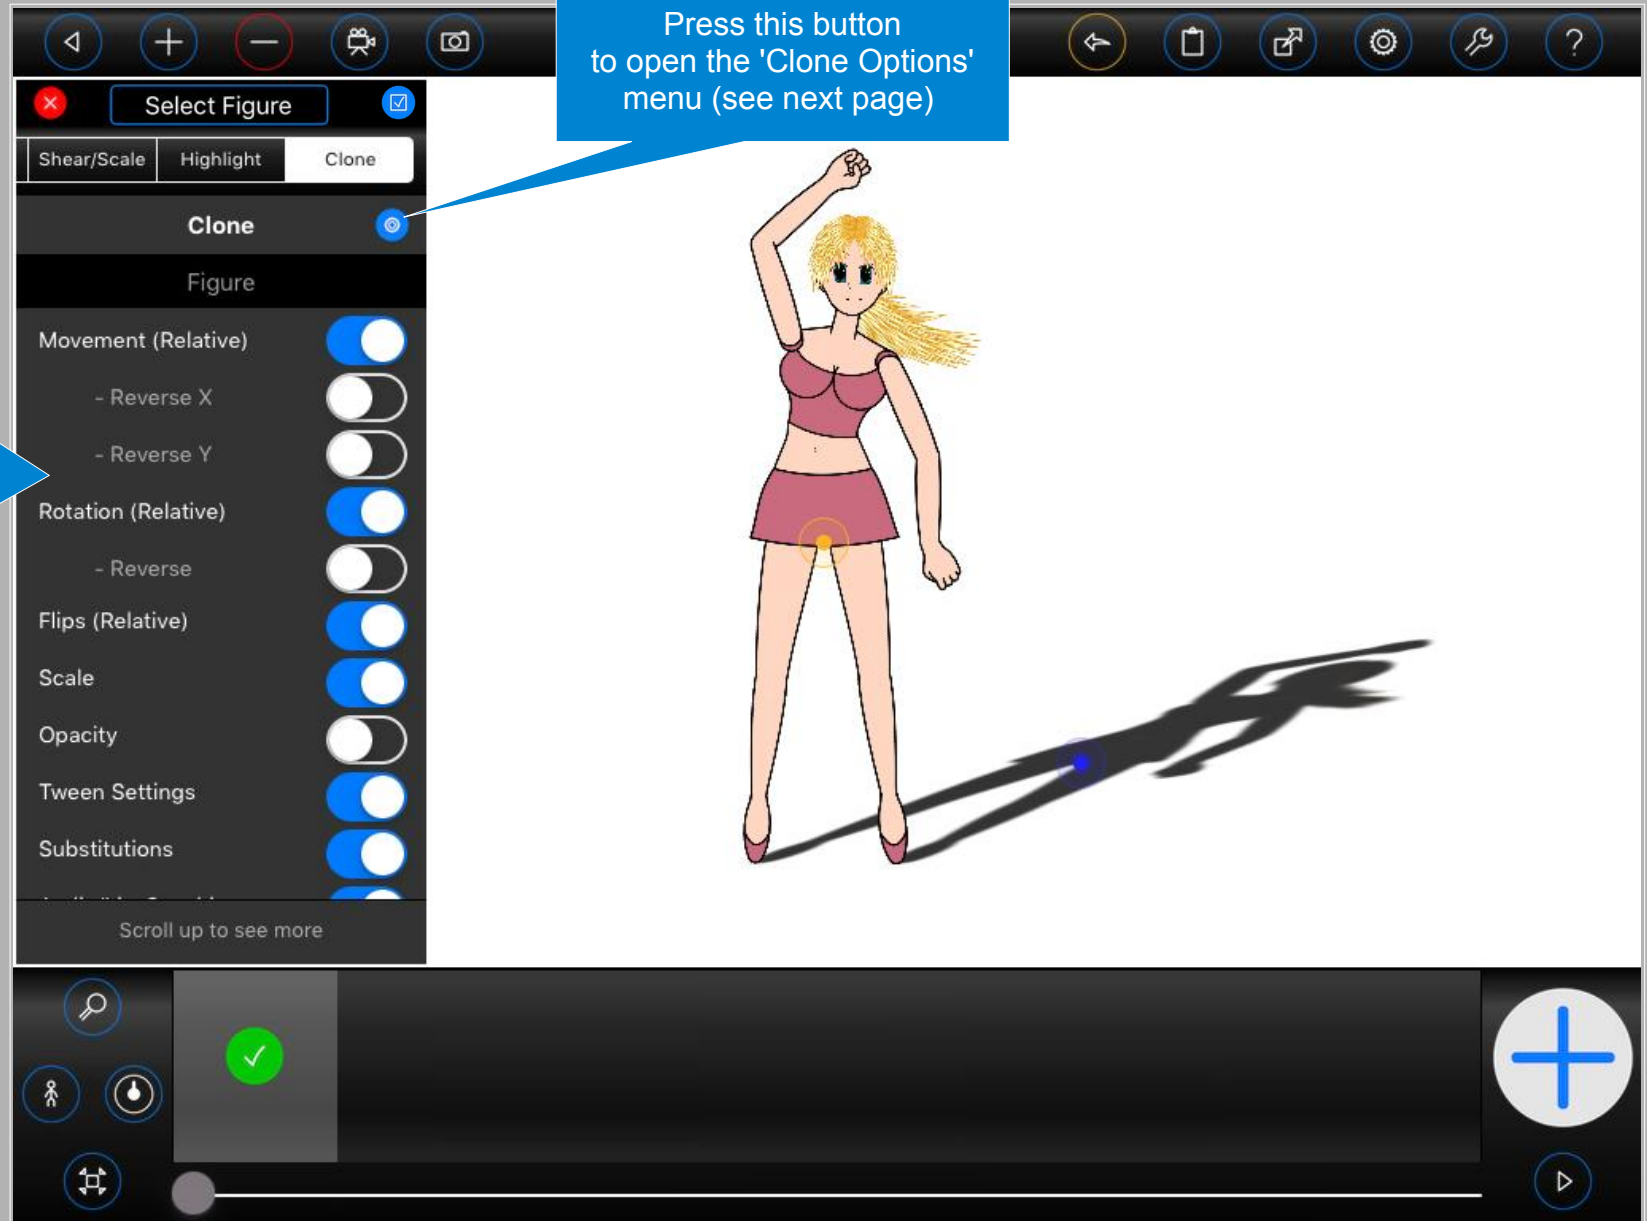 Press this button
to open the 'Clone Options'
menu (see next page)
?
Select Figure
Shear/Scale Highlight Clone
Clone
Figure
Movement (Relative)
- Reverse X
- Reverse Y
Rotation (Relative)
- Reverse
Flips (Relative)
Scale
Opacity
Tween Settings
Substitutions
Scroll up to see more